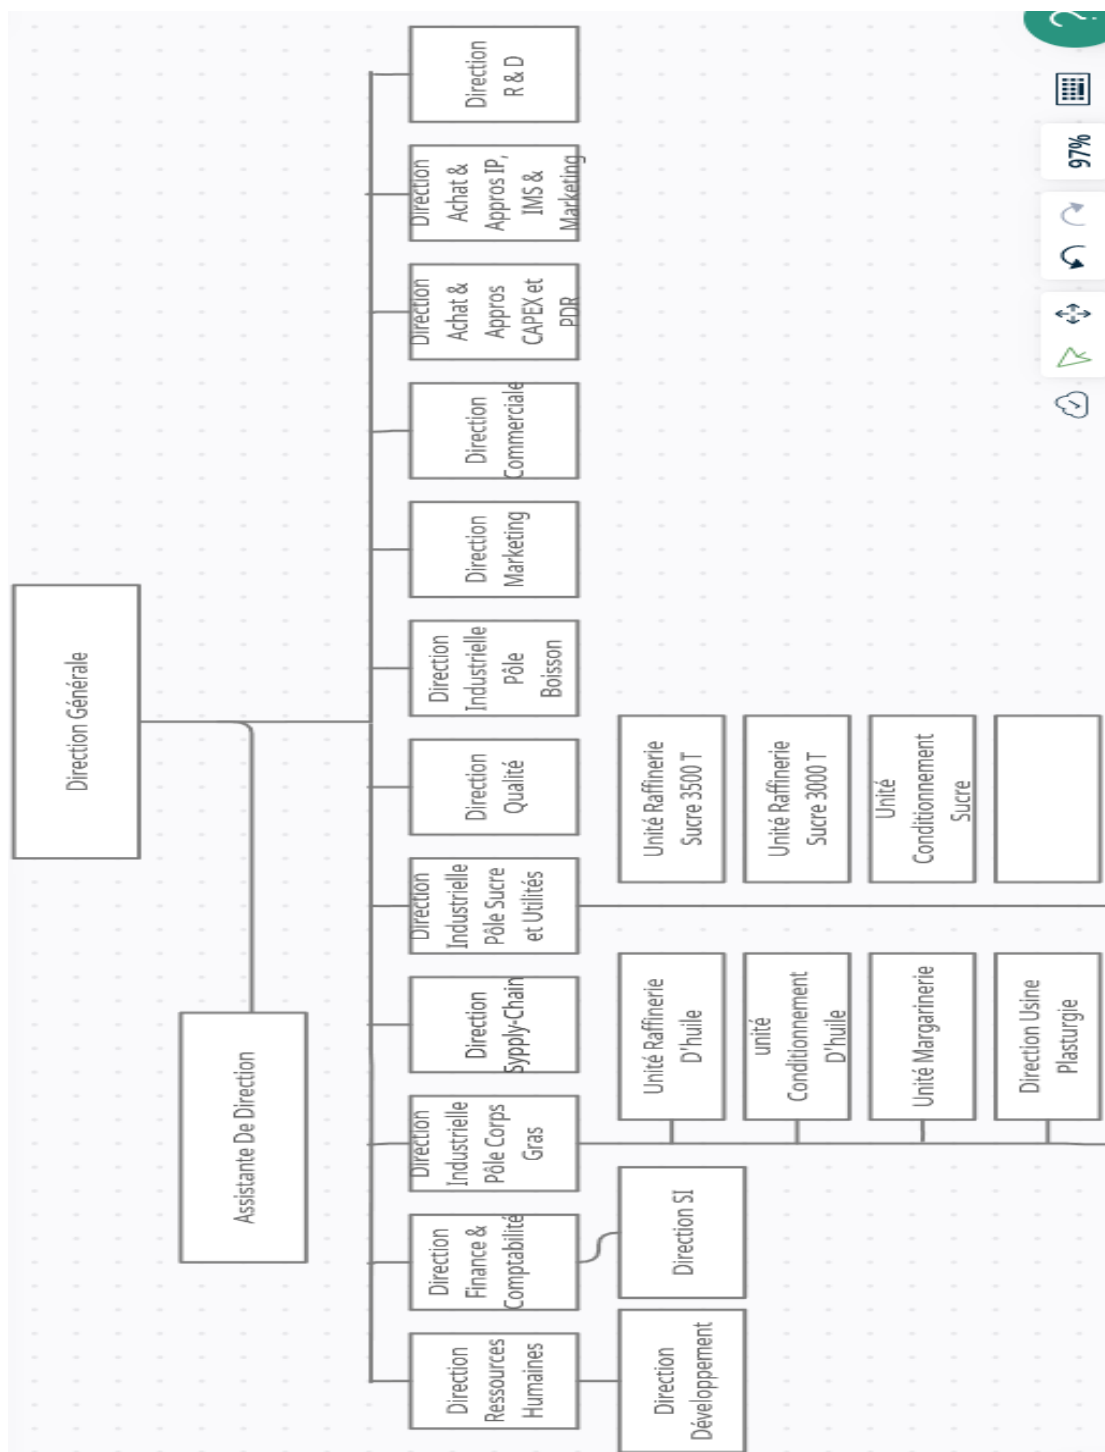 Direction Générale
Assistante De Direction
Direction
Ressources
Humaines
Direction
Finance &
Comptabilité
Direction
Industrielle
Pôle Corps
Gras
Direction
Sypply-Chain
Direction
Industrielle
Pôle Sucre
et Utilités
Direction
Qualité
Direction
Industrielle
Pôle
Boisson
Direction
Marketing
Direction
Commerciale
Direction
Achat &
Appros
CAPEX et
PDR
Direction
Achat &
Appros IP,
IMS &
Marketing
Direction
R & D
Direction
Développement
Direction SI
Unité Raffinerie
D'huile
Unité Raffinerie
Sucre 3500 T
unité
Conditionnement
D'huile
Unité Raffinerie
Sucre 3000 T
Unité Margarinerie
Unité
Conditionnement
Sucre
Direction Usine
Plasturgie
97%